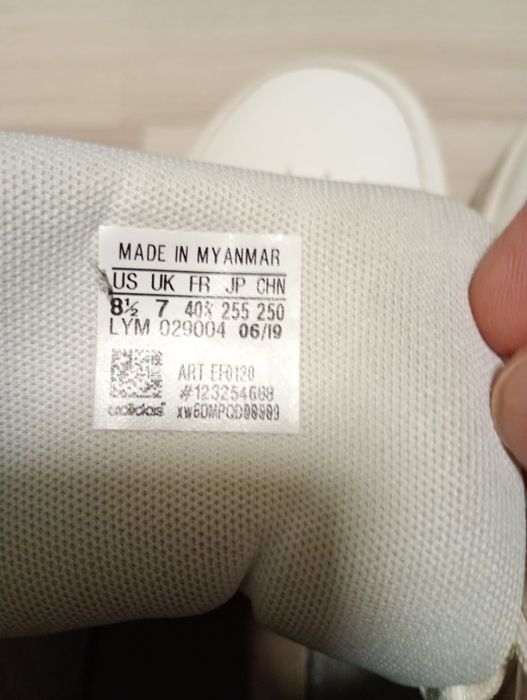 MADE IN MYANMAR
US UK FR JP CHN
8½ 7 40⅔ 255 250
LYM 029004 06/19
ART EF0120
#123254668
adidas